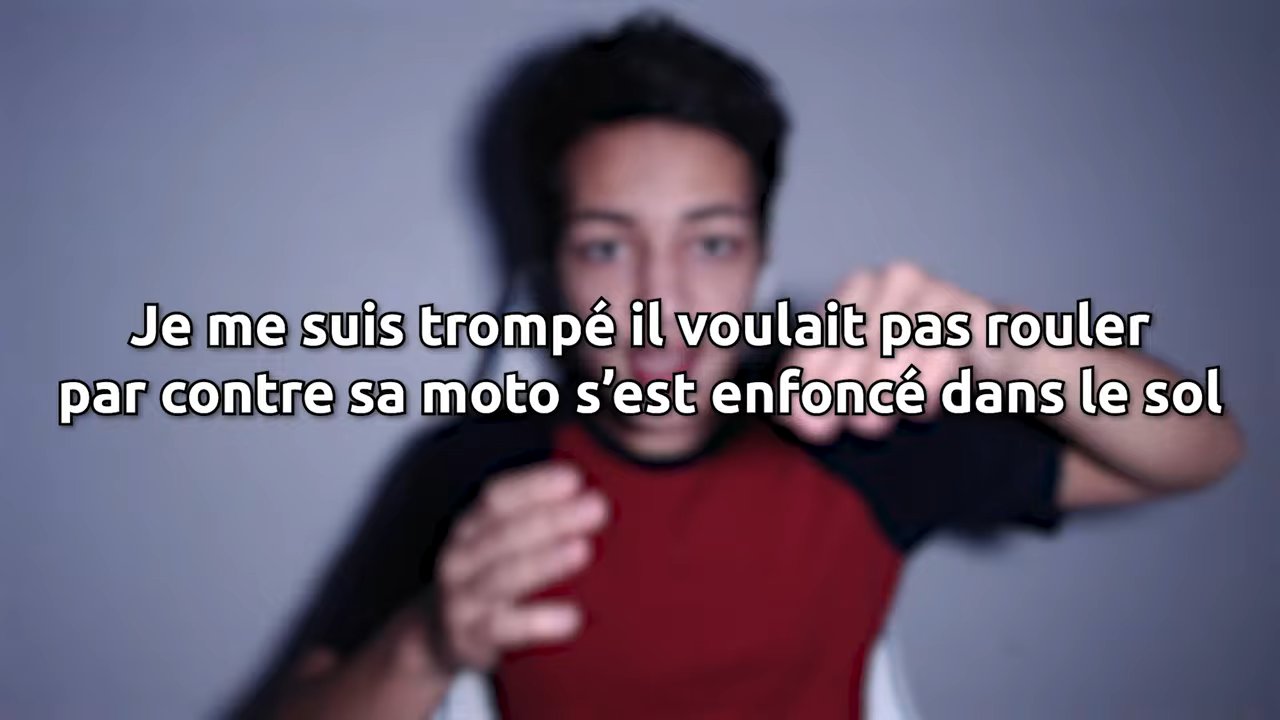 Je me suis trompé il voulait pas rouler
par contre sa moto s’est enfoncé dans le sol